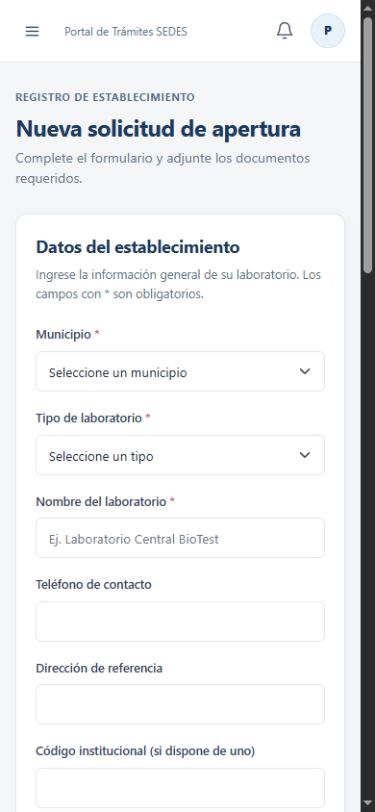 Portal de Trámites SEDES
P
REGISTRO DE ESTABLECIMIENTO
Nueva solicitud de apertura
Complete el formulario y adjunte los documentos
requeridos.
Datos del establecimiento
Ingrese la información general de su laboratorio. Los
campos con * son obligatorios.
Municipio *
Seleccione un municipio
Tipo de laboratorio *
Seleccione un tipo
Nombre del laboratorio *
Ej. Laboratorio Central BioTest
Teléfono de contacto
Dirección de referencia
Código institucional (si dispone de uno)